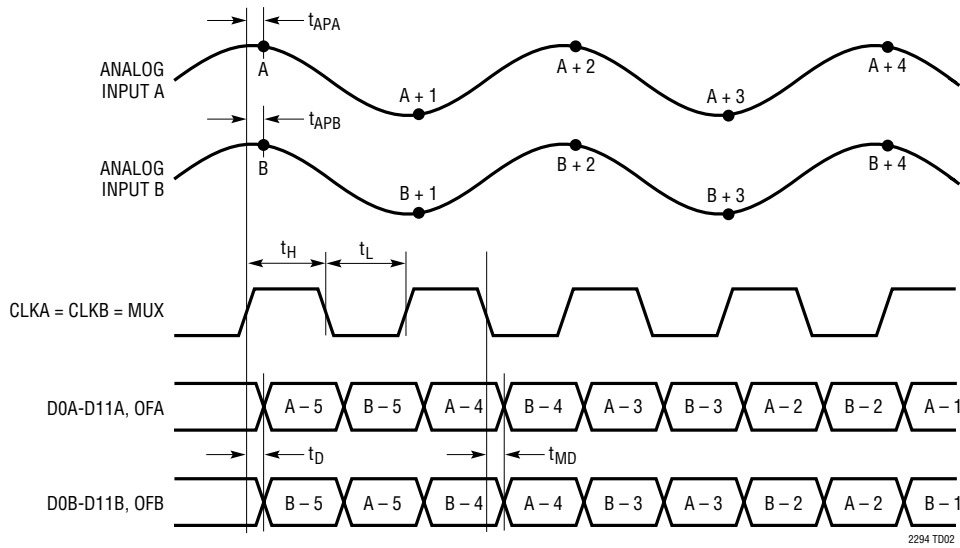 tAPA
ANALOG
INPUT A
A
A + 1
A + 2
A + 3
A + 4
tAPB
ANALOG
INPUT B
B
B + 1
B + 2
B + 3
B + 4
tH
tL
CLKA = CLKB = MUX
D0A-D11A, OFA
A – 5
B – 5
A – 4
B – 4
A – 3
B – 3
A – 2
B – 2
A – 1
tD
tMD
D0B-D11B, OFB
B – 5
A – 5
B – 4
A – 4
B – 3
A – 3
B – 2
A – 2
B – 1
2294 TD02